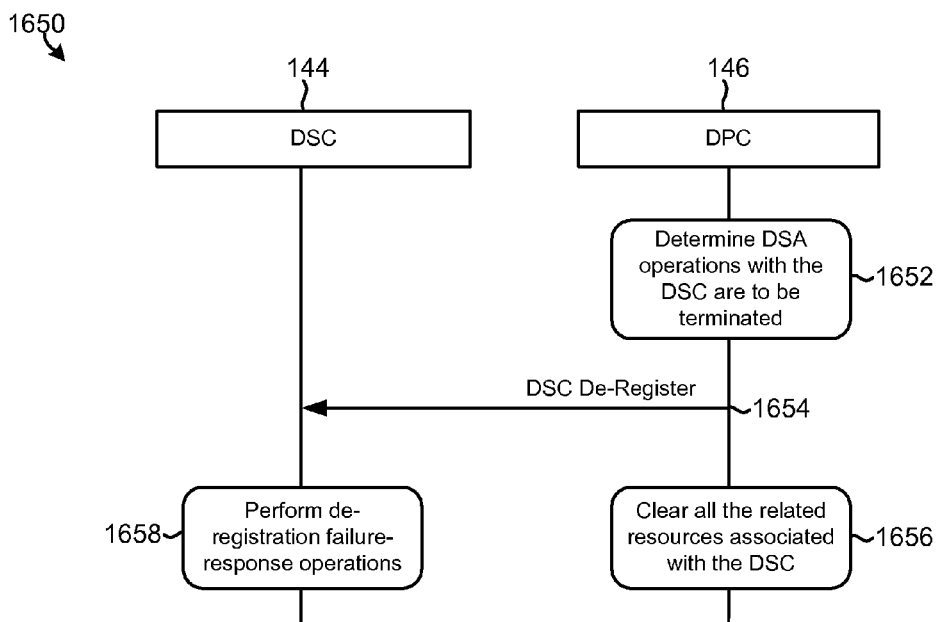 1650
144
146
DSC
DPC
Determine DSA
operations with the
DSC are to be
terminated
1652
DSC De-Register
1654
Perform de-
registration failure-
response operations
1658
Clear all the related
resources associated
with the DSC
1656